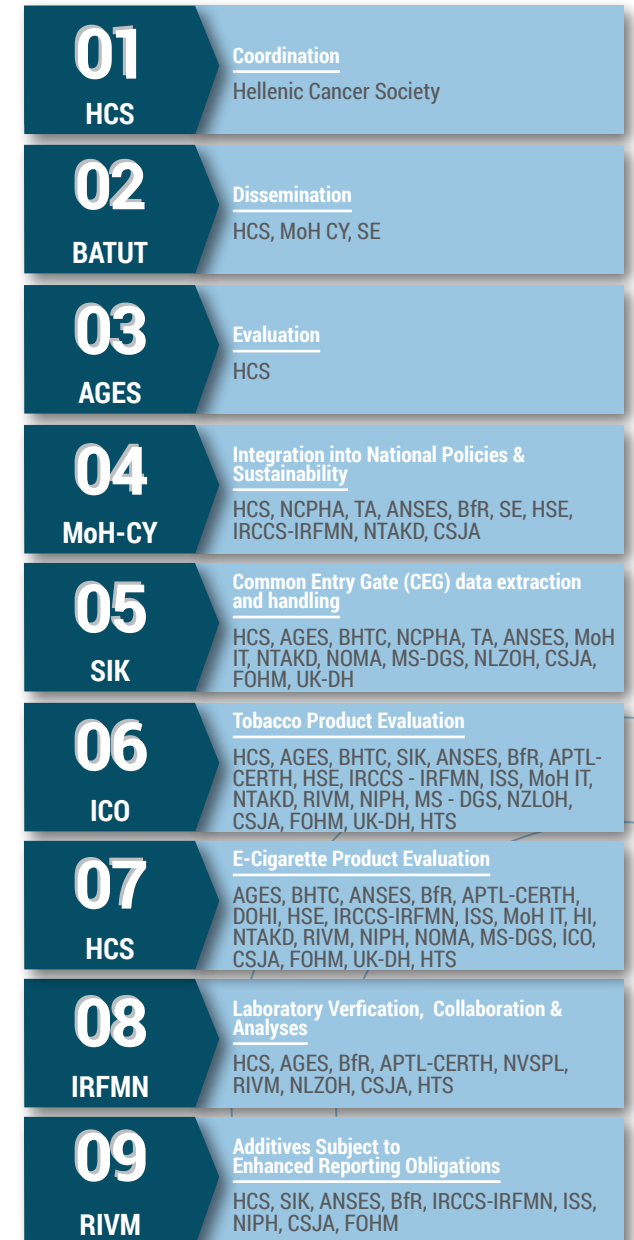 01
HCS
Coordination
Hellenic Cancer Society
02
BATUT
Dissemination
HCS, MoH CY, SE
03
AGES
Evaluation
HCS
04
MoH-CY
Integration into National Policies &
Sustainability
HCS, NCPHA, TA, ANSES, BfR, SE, HSE,
IRCCS-IRFMN, NTAKD, CSJA
05
SIK
Common Entry Gate (CEG) data extraction
and handling
HCS, AGES, BHTC, NCPHA, TA, ANSES, MoH
IT, NTAKD, NOMA, MS-DGS, NLZOH, CSJA,
FOHM, UK-DH
06
ICO
Tobacco Product Evaluation
HCS, AGES, BHTC, SIK, ANSES, BfR, APTL-
CERTH, HSE, IRCCS - IRFMN, ISS, MoH IT,
NTAKD, RIVM, NIPH, MS - DGS, NZLOH,
CSJA, FOHM, UK-DH, HTS
07
HCS
E-Cigarette Product Evaluation
AGES, BHTC, ANSES, BfR, APTL-CERTH,
DOHI, HSE, IRCCS-IRFMN, ISS, MoH IT, HI,
NTAKD, RIVM, NIPH, NOMA, MS-DGS, ICO,
CSJA, FOHM, UK-DH, HTS
08
IRFMN
Laboratory Verfication, Collaboration &
Analyses
HCS, AGES, BfR, APTL-CERTH, NVSPL,
RIVM, NLZOH, CSJA, HTS
09
RIVM
Additives Subject to
Enhanced Reporting Obligations
HCS, SIK, ANSES, BfR, IRCCS-IRFMN, ISS,
NIPH, CSJA, FOHM